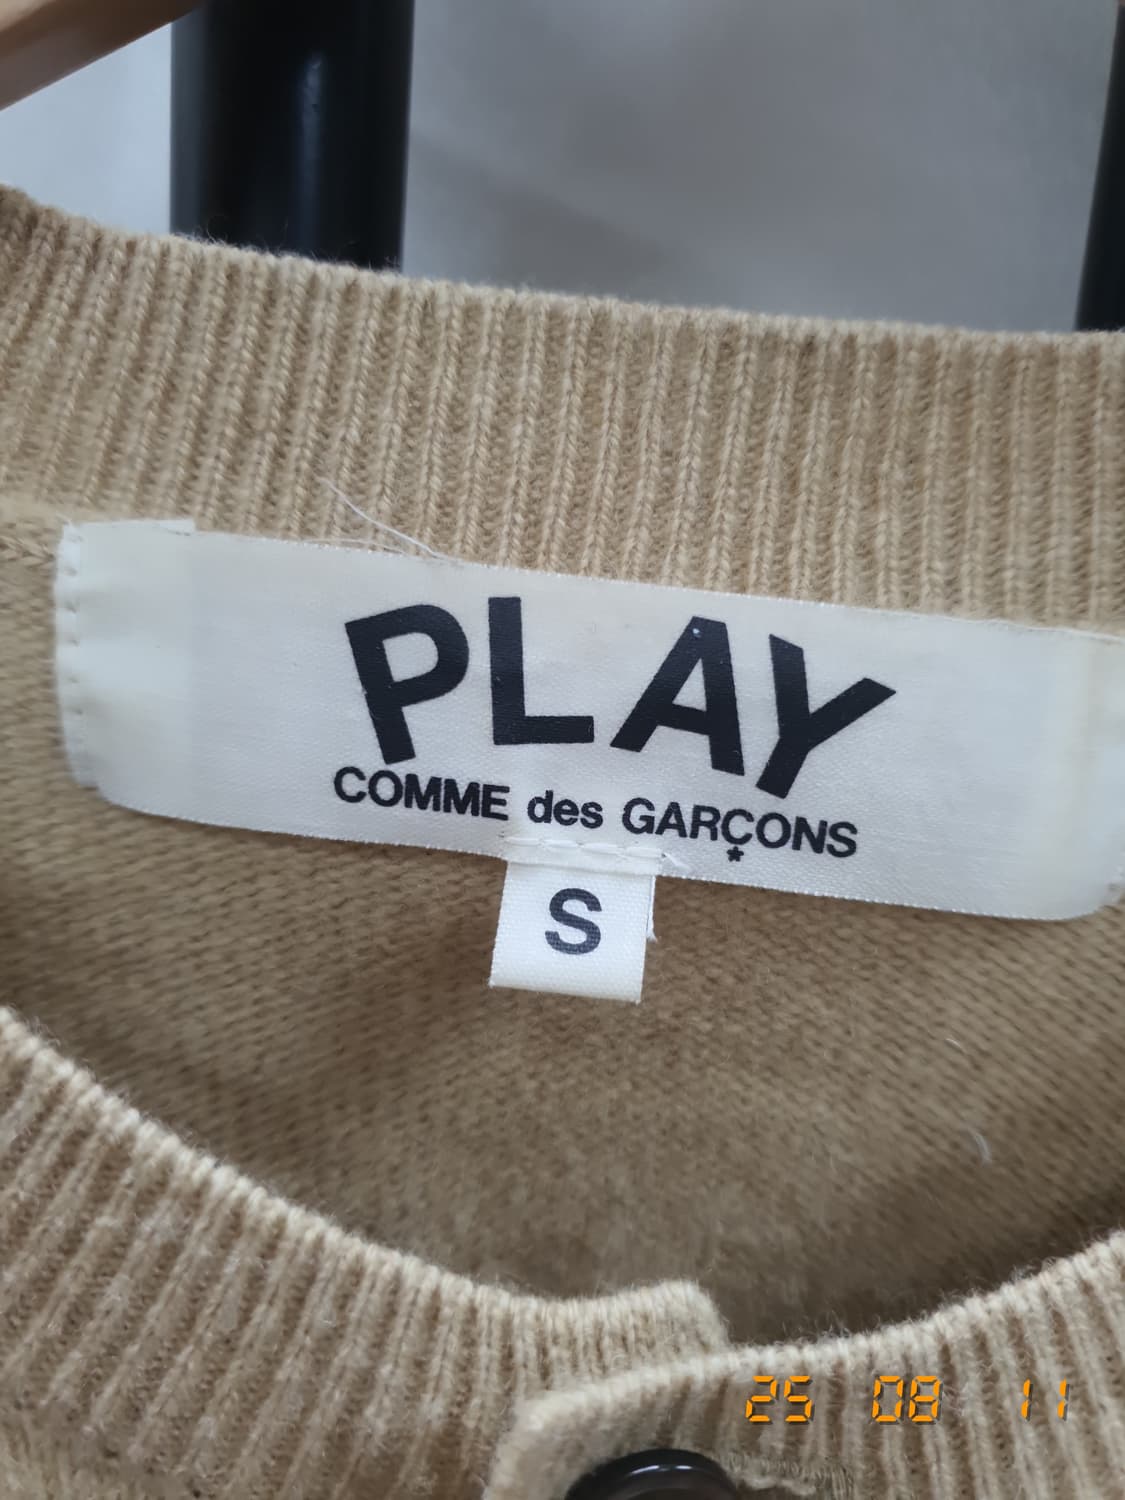 PLAY
COMME des GARÇONS
S
25 08 11